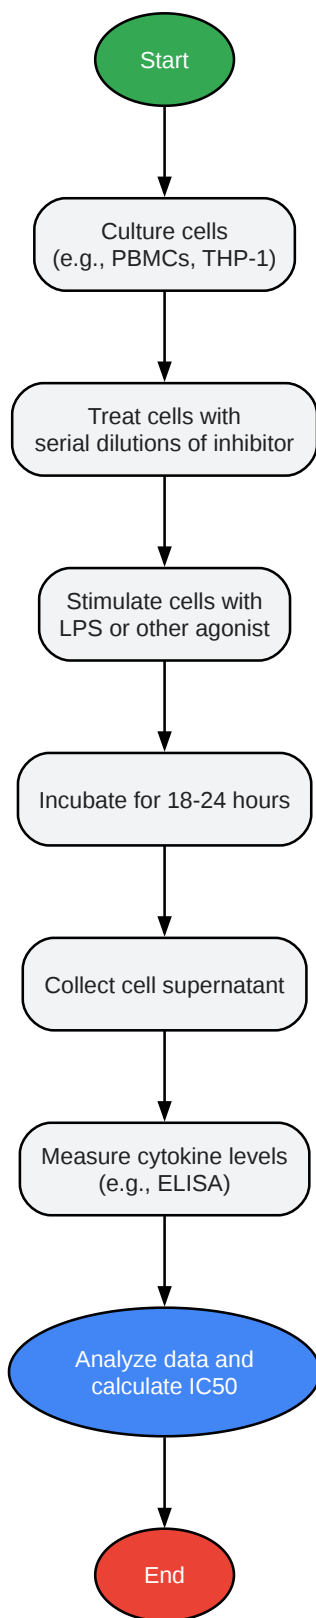 Start
Culture cells
(e.g., PBMCs, THP-1)
Treat cells with
serial dilutions of inhibitor
Stimulate cells with
LPS or other agonist
Incubate for 18-24 hours
Collect cell supernatant
Measure cytokine levels
(e.g., ELISA)
Analyze data and
calculate IC50
End